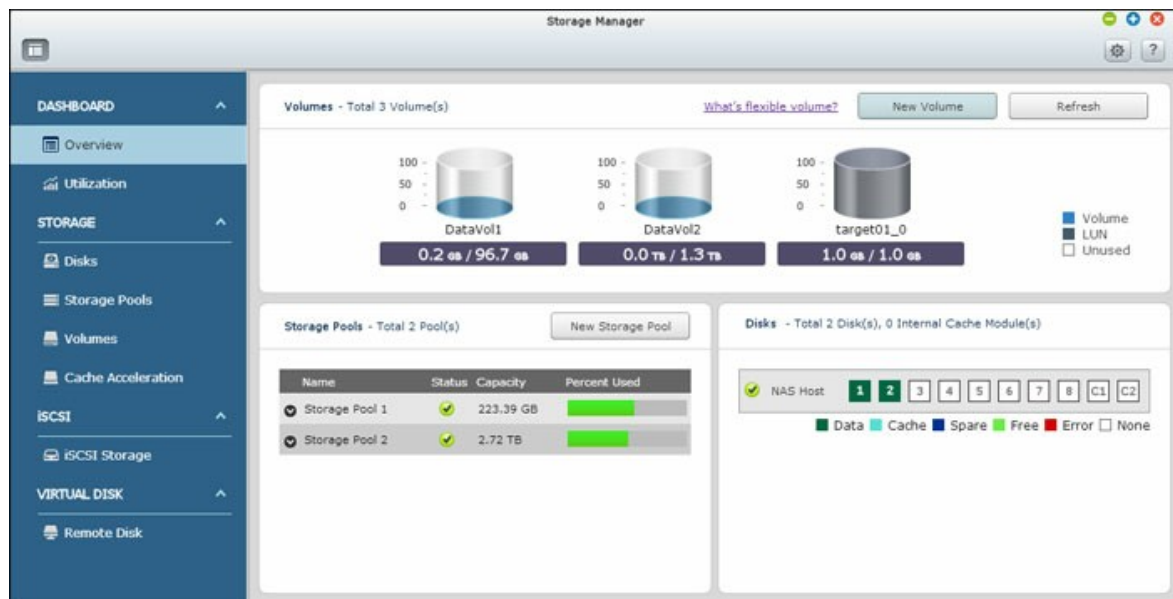 Storage Manager
?
DASHBOARD
Overview
Utilization
STORAGE
Disks
Storage Pools
Volumes
Cache Acceleration
iSCSI
iSCSI Storage
VIRTUAL DISK
Remote Disk
Volumes - Total 3 Volume(s)
What's flexible volume?
New Volume
Refresh
100
50
0
DataVol1
0.2 GB / 96.7 GB
100
50
0
DataVol2
0.0 TB / 1.3 TB
100
50
0
target01_0
1.0 GB / 1.0 GB
Volume
LUN
Unused
Storage Pools - Total 2 Pool(s)
New Storage Pool
Name Status Capacity Percent Used
Storage Pool 1 223.39 GB
Storage Pool 2 2.72 TB
Disks - Total 2 Disk(s), 0 Internal Cache Module(s)
NAS Host 1 2 3 4 5 6 7 8 C1 C2
Data Cache Spare Free Error None